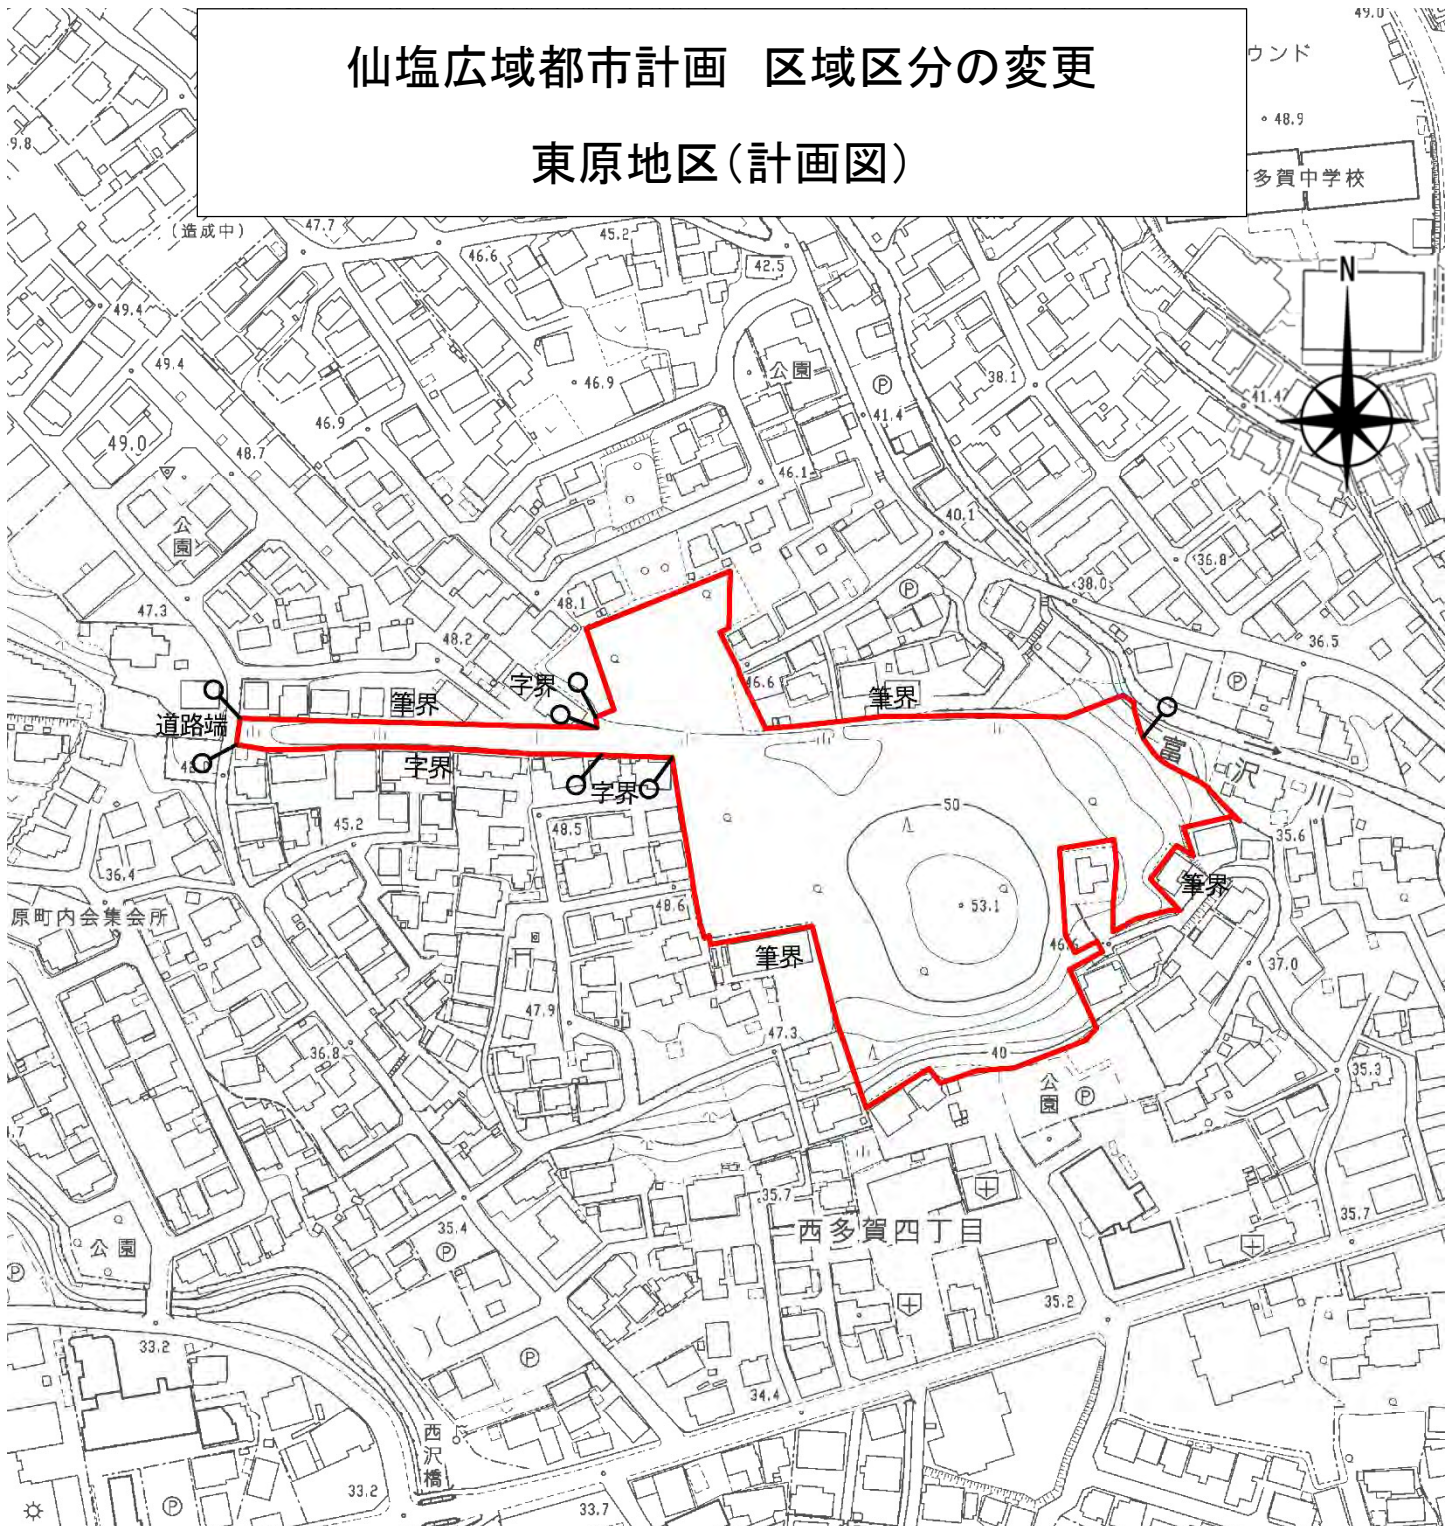 仙塩広域都市計画　区域区分の変更
東原地区(計画図)
49.0
ウンド
48.9
9.8
多賀中学校
(造成中)
47.7
45.2
46.6
42.5
N
49.4
49.4
公園
P
38.1
46.9
41.4
41.47
46.9
49.0
48.7
46.1
公園
40.1
36.8
48.1
P
38.0
47.3
48.2
36.5
字界
46.6
筆界
筆界
P
道路端
富沢川
字界
字界
50
45.2
48.5
35.6
36.4
筆界
原町内会集会所
48.6
53.1
筆界
37.0
47.9
47.3
36.8
40
公園
P
35.3
35.7
35.7
35.4
西多賀四丁目
公園
P
P
35.2
33.2
P
34.4
西沢橋
33.2
P
33.7